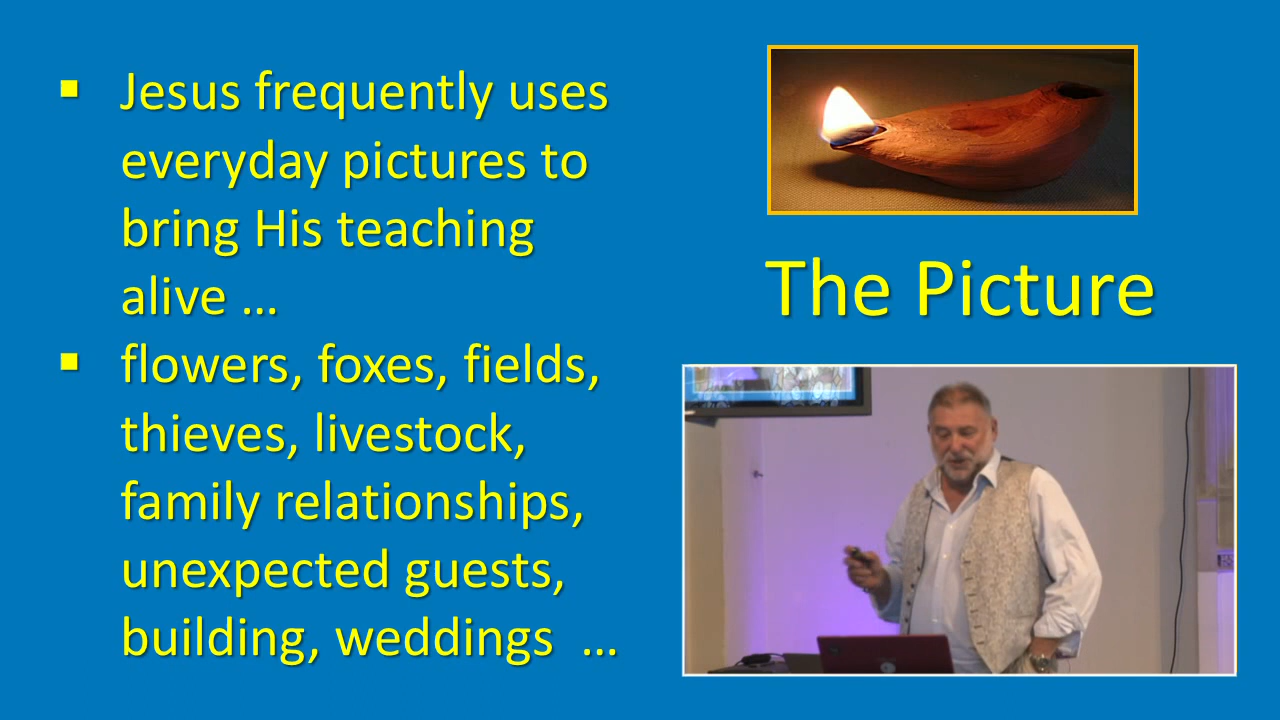 ▪ Jesus frequently uses
everyday pictures to
bring His teaching
alive …
▪ flowers, foxes, fields,
thieves, livestock,
family relationships,
unexpected guests,
building, weddings  …
The Picture